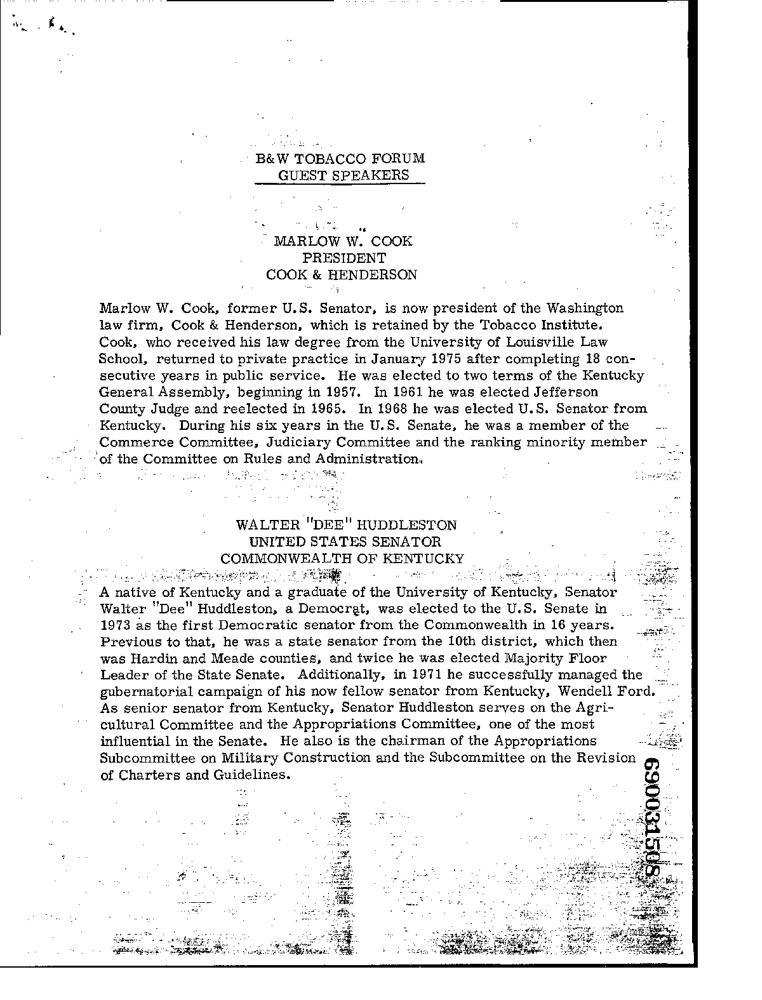 B&W TOBACCO FORUM
GUEST SPEAKERS
MARLOW W. COOK
PRESIDENT
COOK & HENDERSON
Marlow W. Cook, former U.S. Senator, is now president of the Washington
law firm, Cook & Henderson, which is retained by the Tobacco Institute.
Cook, who received his law degree from the University of Louisville Law
School, returned to private practice in January 1975 after completing 18 con-
secutive years in public service. He was elected to two terms of the Kentucky
General Assembly, beginning in 1957. In 1961 he was elected Jefferson
County Judge and reelected in 1965. In 1968 he was elected U.S. Senator from
Kentucky. During his six years in the U.S. Senate, he was a member of the
Commerce Committee, Judiciary Committee and the ranking minority member
of the Committee on Rules and Administration.
WALTER "DEE" HUDDLESTON
UNITED STATES SENATOR
COMMONWEALTH OF KENTUCKY
A native of Kentucky and a graduate of the University of Kentucky, Senator
Walter "Dee" Huddleston, a Democrat, was elected to the U.S. Senate in
1973 as the first Democratic senator from the Commonwealth in 16 years.
Previous to that, he was a state senator from the 10th district, which then
was Hardin and Meade counties, and twice he was elected Majority Floor
Leader of the State Senate. Additionally, in 1971 he successfully managed the
gubernatorial campaign of his now fellow senator from Kentucky, Wendell Ford.
As senior senator from Kentucky, Senator Huddleston serves on the Agri-
cultural Committee and the Appropriations Committee, one of the most
influential in the Senate. He also is the chairman of the Appropriations
Subcommittee on Military Construction and the Subcommittee on the Revision
of Charters and Guidelines.
690031508